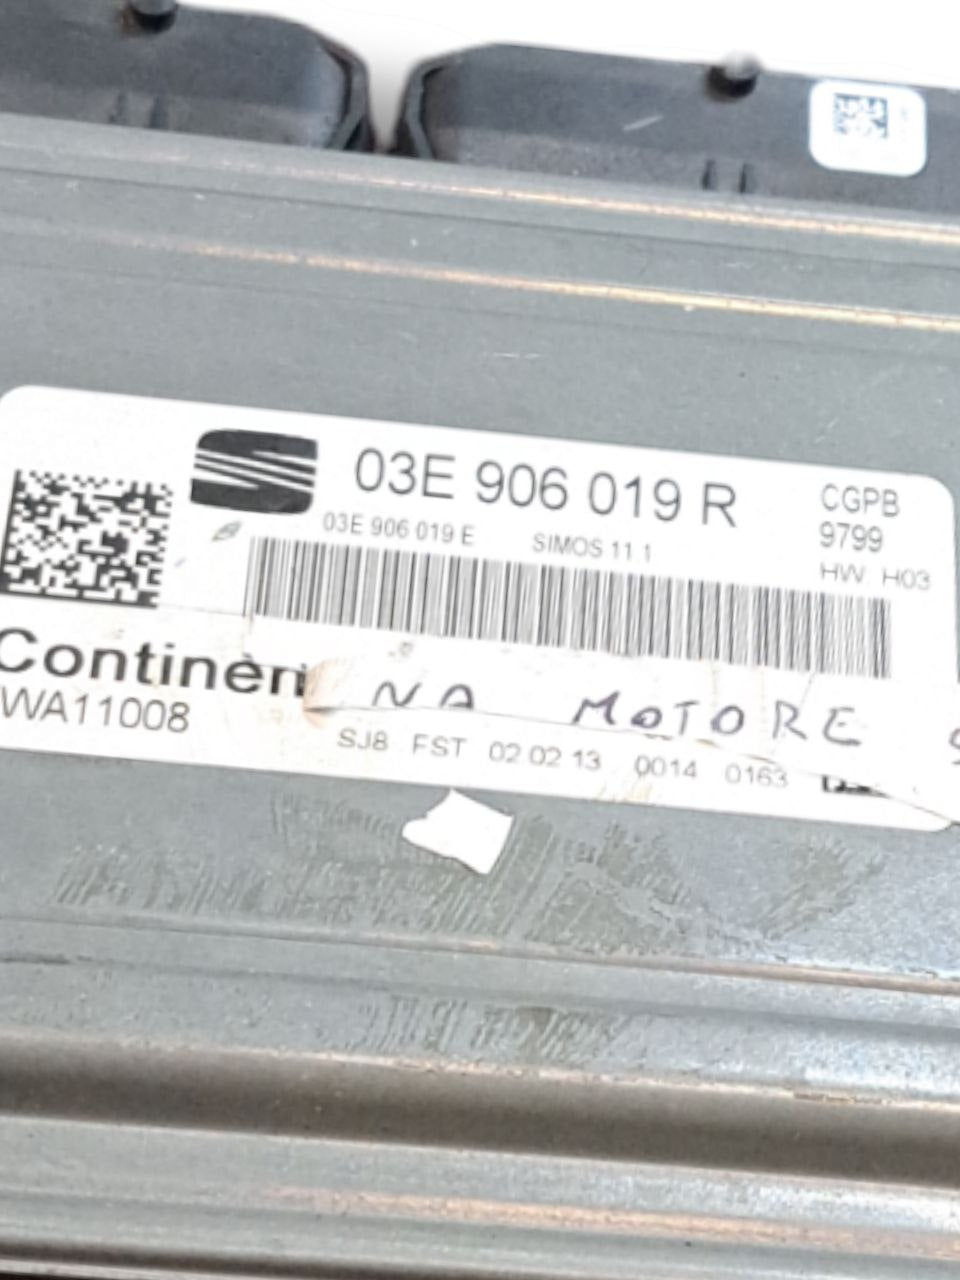 03E 906 019 R
CGPB
9799
03E 906 019 E SIMOS 11.1
HW H03
NA MOTORE
WA11008
SJ8 FST 02.02.13 0014 0163